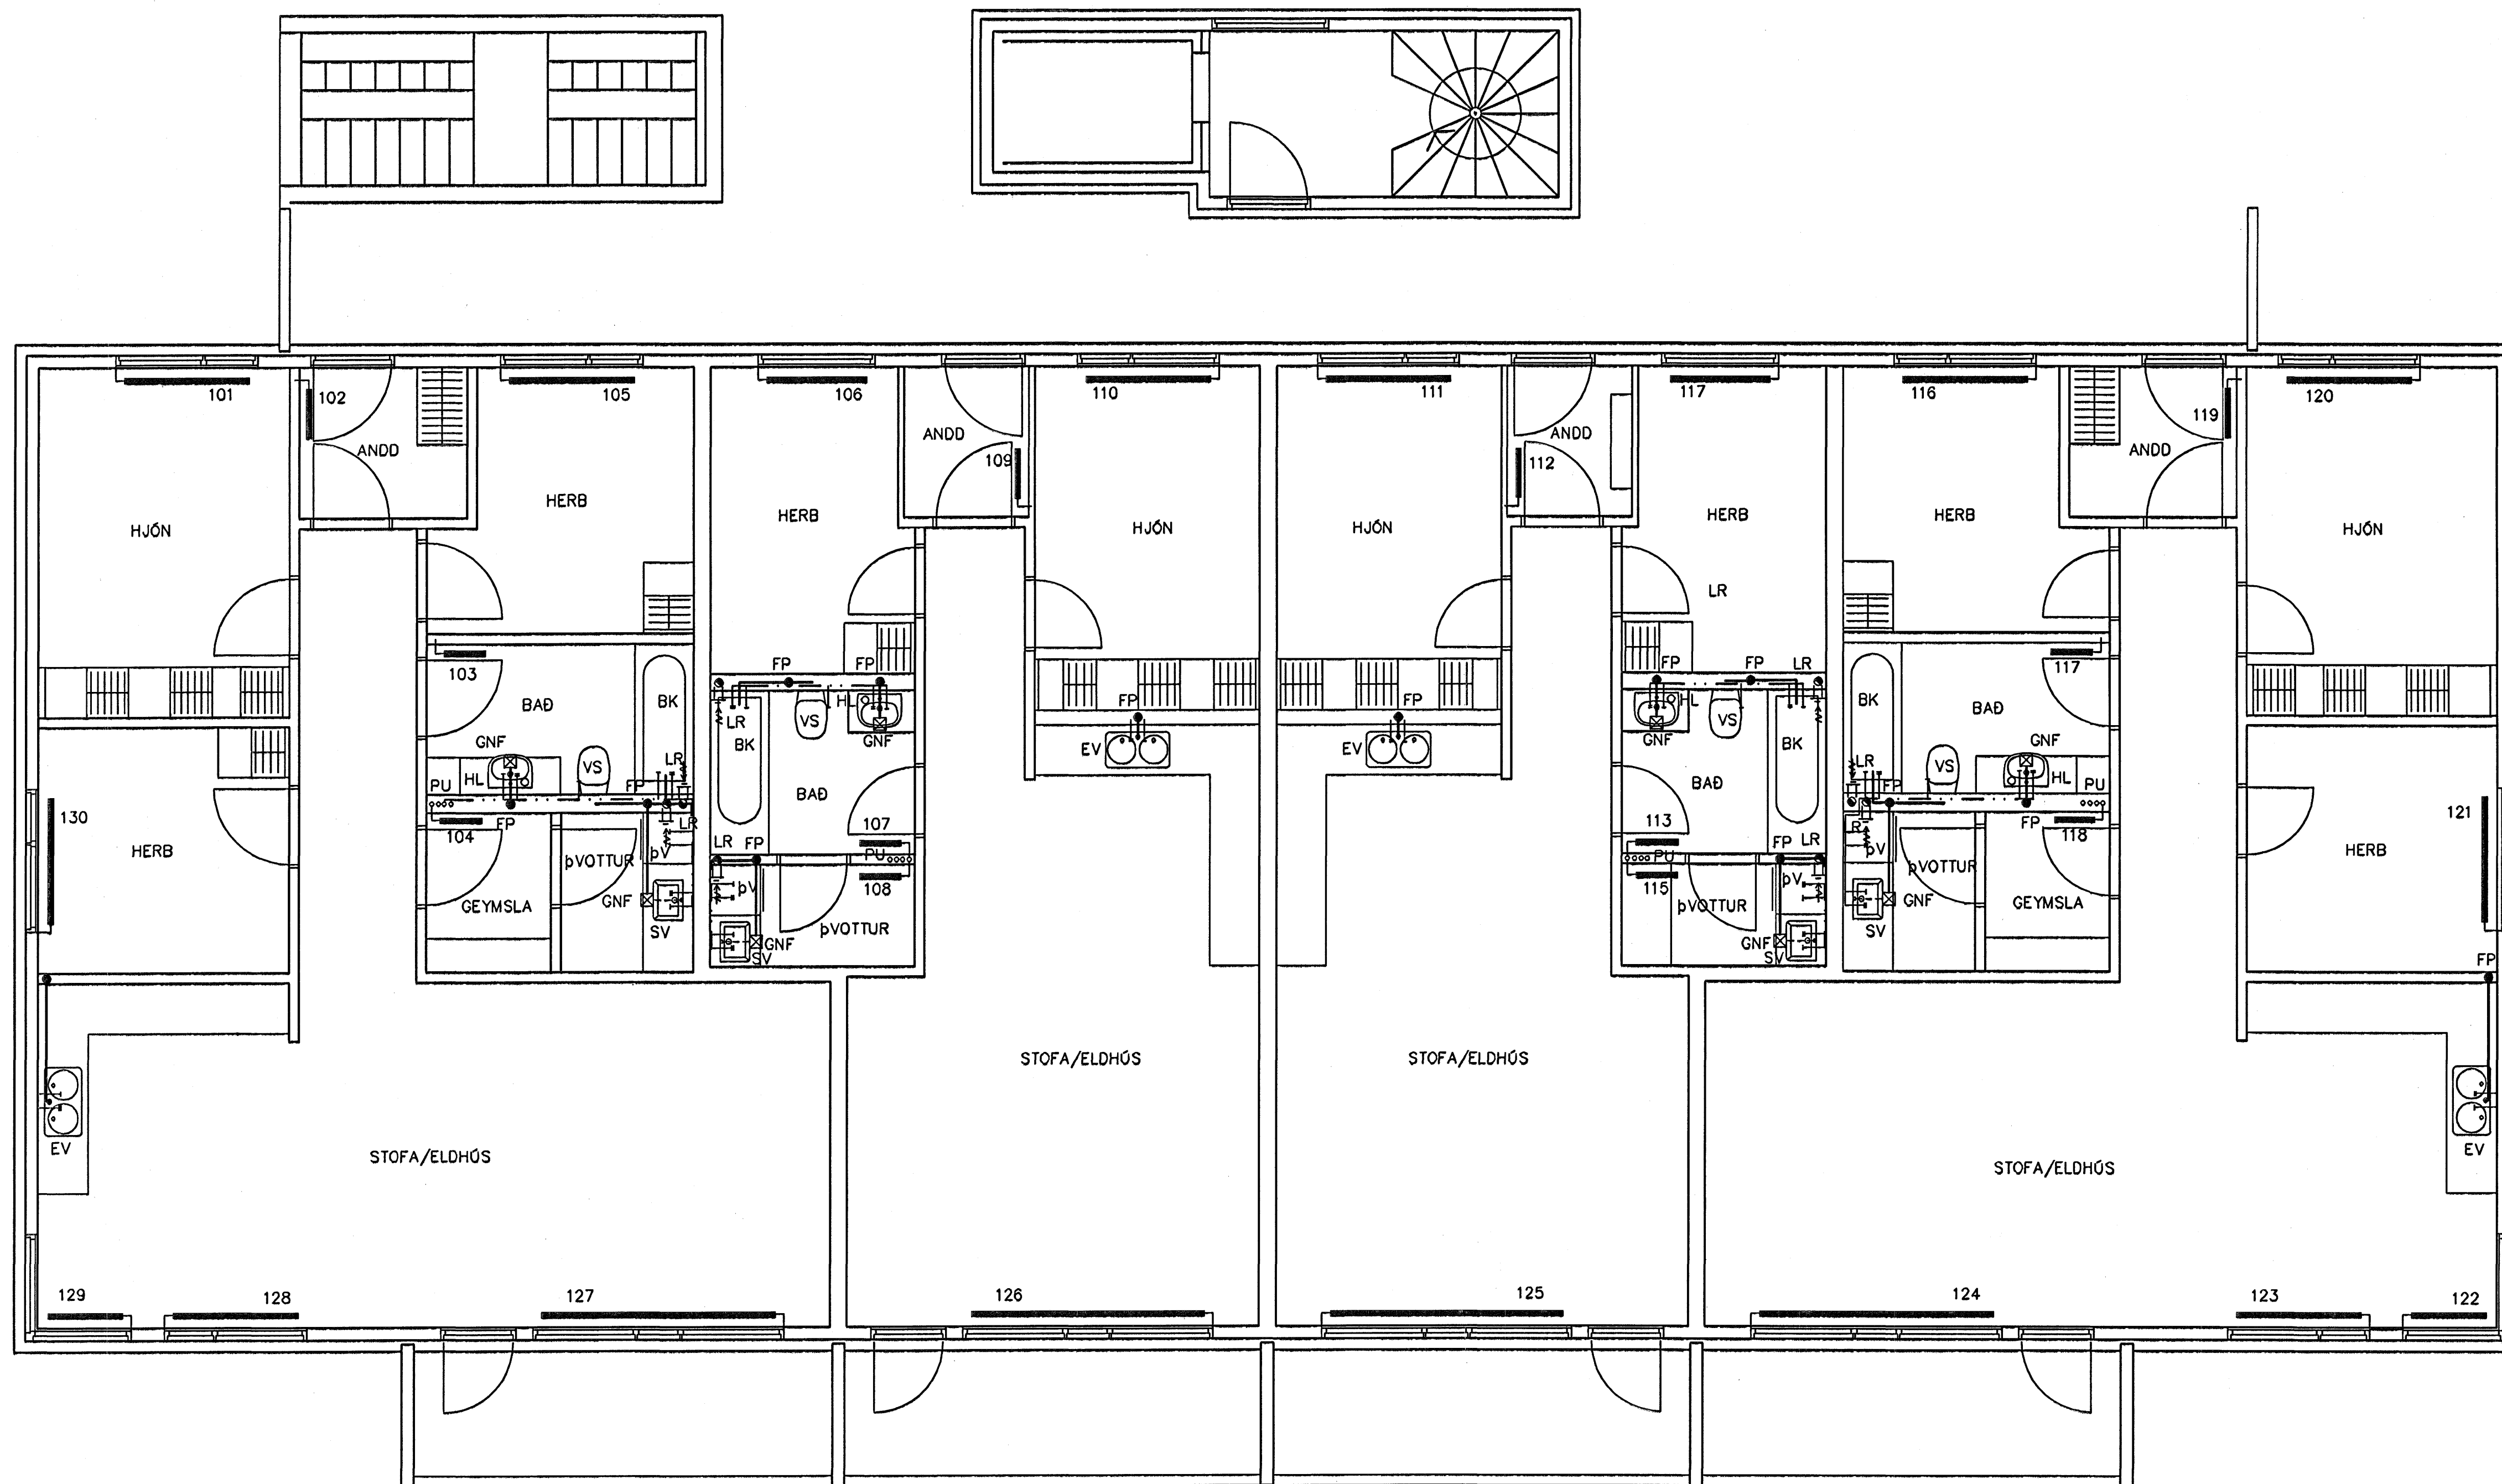 101
102
105
106
110
111
117
116
119
120
ANDD
ANDD
109
112
ANDD
ANDD
HJÓN
HERB
HERB
HJÓN
HJÓN
HERB
HERB
HJÓN
LR
103
FP
FP
FP
FP
LR
117
BAÐ
BK
LR
VS
HL
FP
FP
HL
VS
BK
BAÐ
GNF
BK
GNF
EV
EV
GNF
BK
GNF
PU
HL
VS
FP
LR
BAÐ
BAÐ
LR
FP
VS
HL
PU
130
104
FP
LR
107
113
LR
FP
118
121
HERB
ÞVOTTUR
ÞV
LR
FP
PU
PU
FP
LR
ÞV
ÞVOTTUR
HERB
ÞV
108
115
ÞV
GEYMSLA
GNF
SV
ÞVOTTUR
ÞVOTTUR
GNF
SV
GEYMSLA
GNF
SV
GNF
SV
FP
EV
STOFA/ELDHÚS
STOFA/ELDHÚS
STOFA/ELDHÚS
STOFA/ELDHÚS
EV
129
128
127
126
125
124
123
122